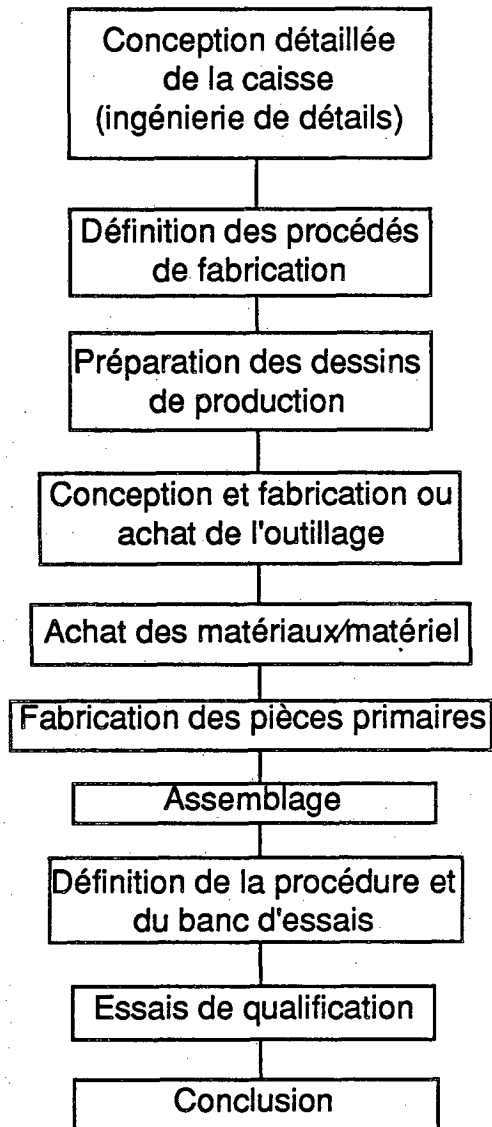 Conception détaillée
de la caisse
(ingénierie de détails)
Définition des procédés
de fabrication
Préparation des dessins
de production
Conception et fabrication ou
achat de l'outillage
Achat des matériaux/matériel
Fabrication des pièces primaires
Assemblage
Définition de la procédure et
du banc d'essais
Essais de qualification
Conclusion